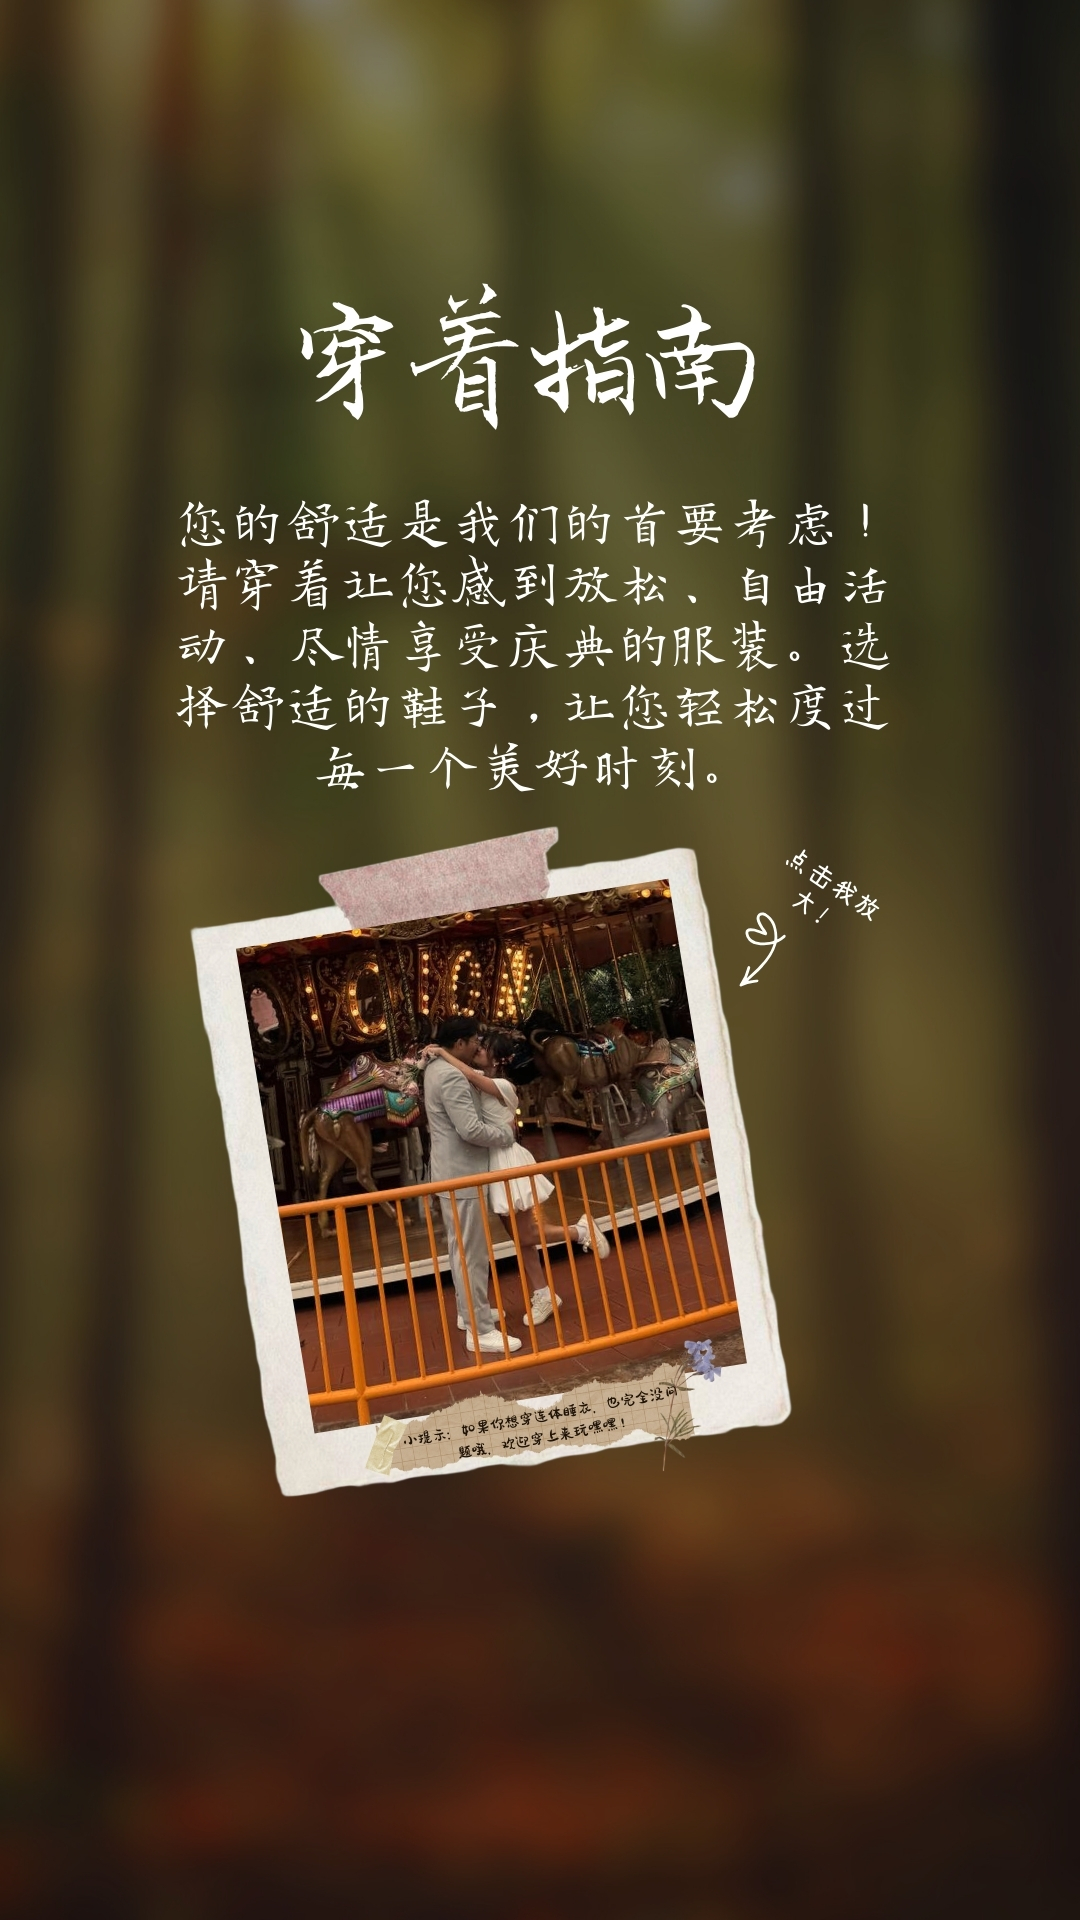 穿着指南
您的舒适是我们的首要考虑！
请穿着让您感到放松、自由活
动、尽情享受庆典的服装。选
择舒适的鞋子，让您轻松度过
每一个美好时刻。
点击我放
大！
小提示：如果你想穿连体睡衣，也完全没问
题哦，欢迎穿上来玩嘿嘿！